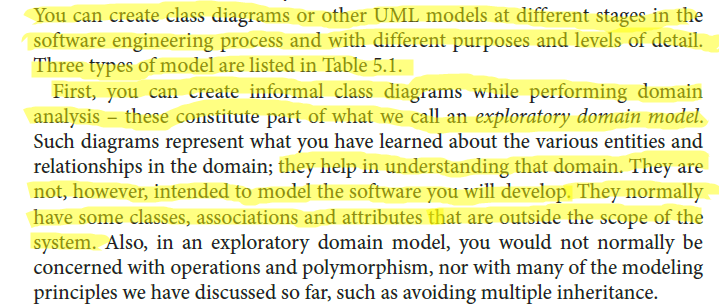 You can create class diagrams or other UML models at different stages in the
software engineering process and with different purposes and levels of detail.
Three types of model are listed in Table 5.1.
First, you can create informal class diagrams while performing domain
analysis – these constitute part of what we call an exploratory domain model.
Such diagrams represent what you have learned about the various entities and
relationships in the domain; they help in understanding that domain. They are
not, however, intended to model the software you will develop. They normally
have some classes, associations and attributes that are outside the scope of the
system. Also, in an exploratory domain model, you would not normally be
concerned with operations and polymorphism, nor with many of the modeling
principles we have discussed so far, such as avoiding multiple inheritance.